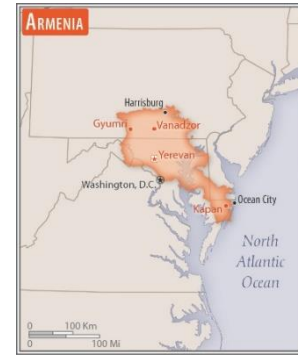 ARMENIA
Harrisburg
Gyumri
Vanadzor
Yerevan
Washington, D.C.
Ocean City
Kapan
North
Atlantic
Ocean
0 100 Km
0 100 Mi